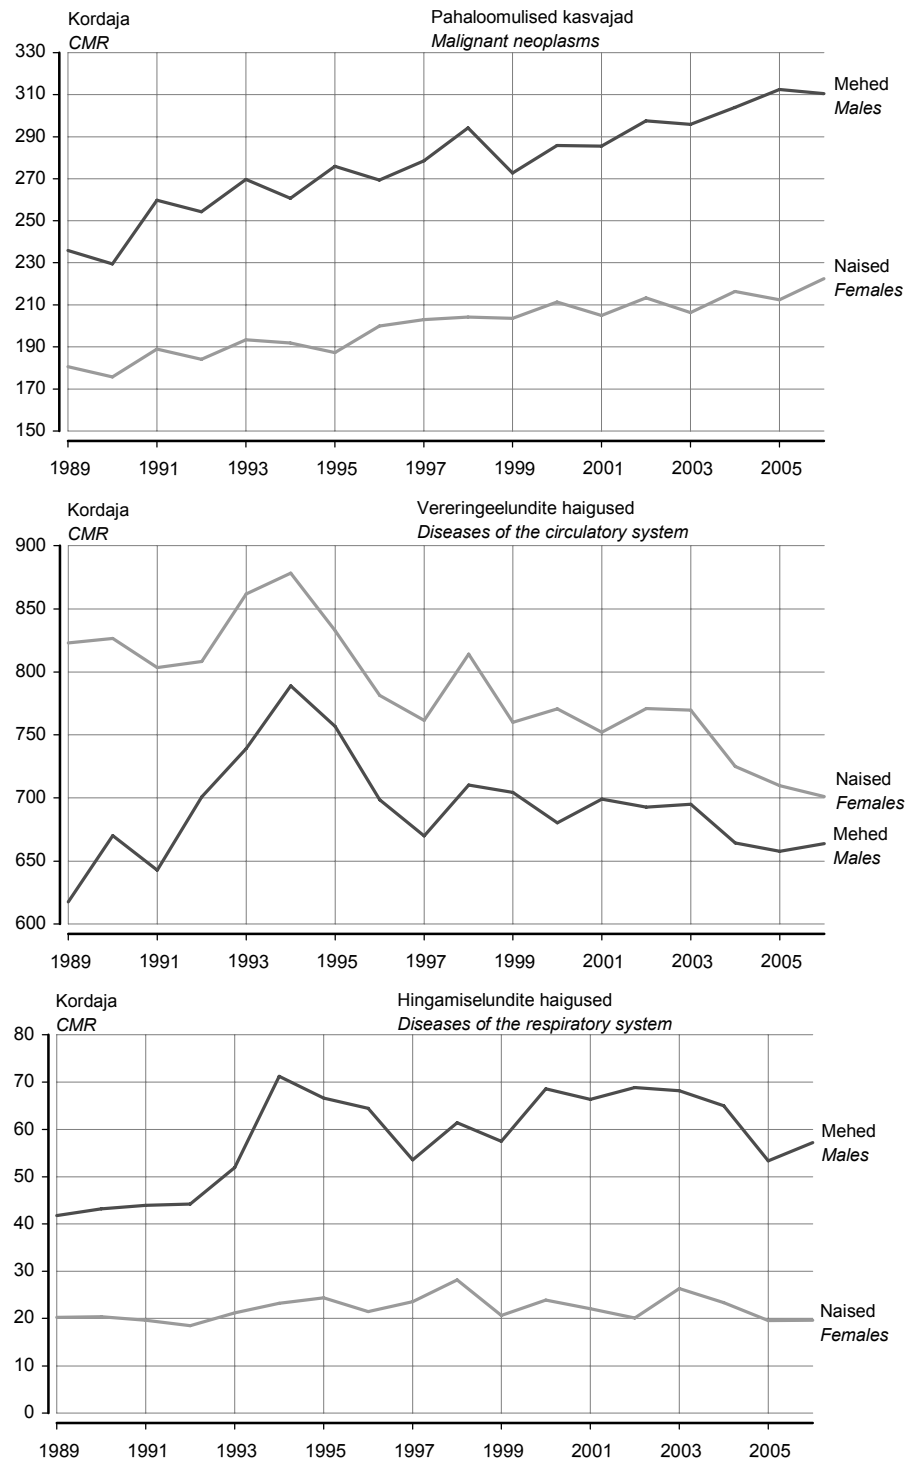 Kordaja
CMR
Pahaloomulised kasvajad
Malignant neoplasms
330
310
290
270
250
230
210
190
170
150
Mehed
Males
Naised
Females
1989 1991 1993 1995 1997 1999 2001 2003 2005
Kordaja
CMR
Vereringeelundite haigused
Diseases of the circulatory system
900
850
800
750
700
650
600
Naised
Females
Mehed
Males
1989 1991 1993 1995 1997 1999 2001 2003 2005
Kordaja
CMR
Hingamiselundite haigused
Diseases of the respiratory system
80
70
60
50
40
30
20
10
0
Mehed
Males
Naised
Females
1989 1991 1993 1995 1997 1999 2001 2003 2005